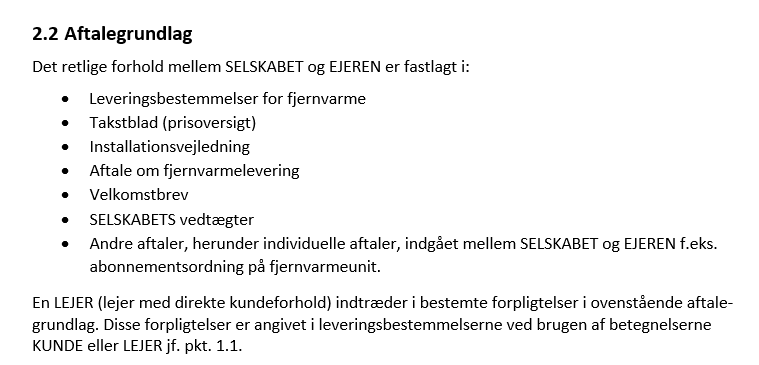 2.2 Aftalegrundlag
Det retlige forhold mellem SELSKABET og EJEREN er fastlagt i:
• Leveringsbestemmelser for fjernvarme
• Takstblad (prisoversigt)
• Installationsvejledning
• Aftale om fjernvarmelevering
• Velkomstbrev
• SELSKABETS vedtægter
• Andre aftaler, herunder individuelle aftaler, indgået mellem SELSKABET og EJEREN f.eks.
abonnementsordning på fjernvarmeunit.
En LEJER (lejer med direkte kundeforhold) indtræder i bestemte forpligtelser i ovenstående aftale-
grundlag. Disse forpligtelser er angivet i leveringsbestemmelserne ved brugen af betegnelserne
KUNDE eller LEJER jf. pkt. 1.1.